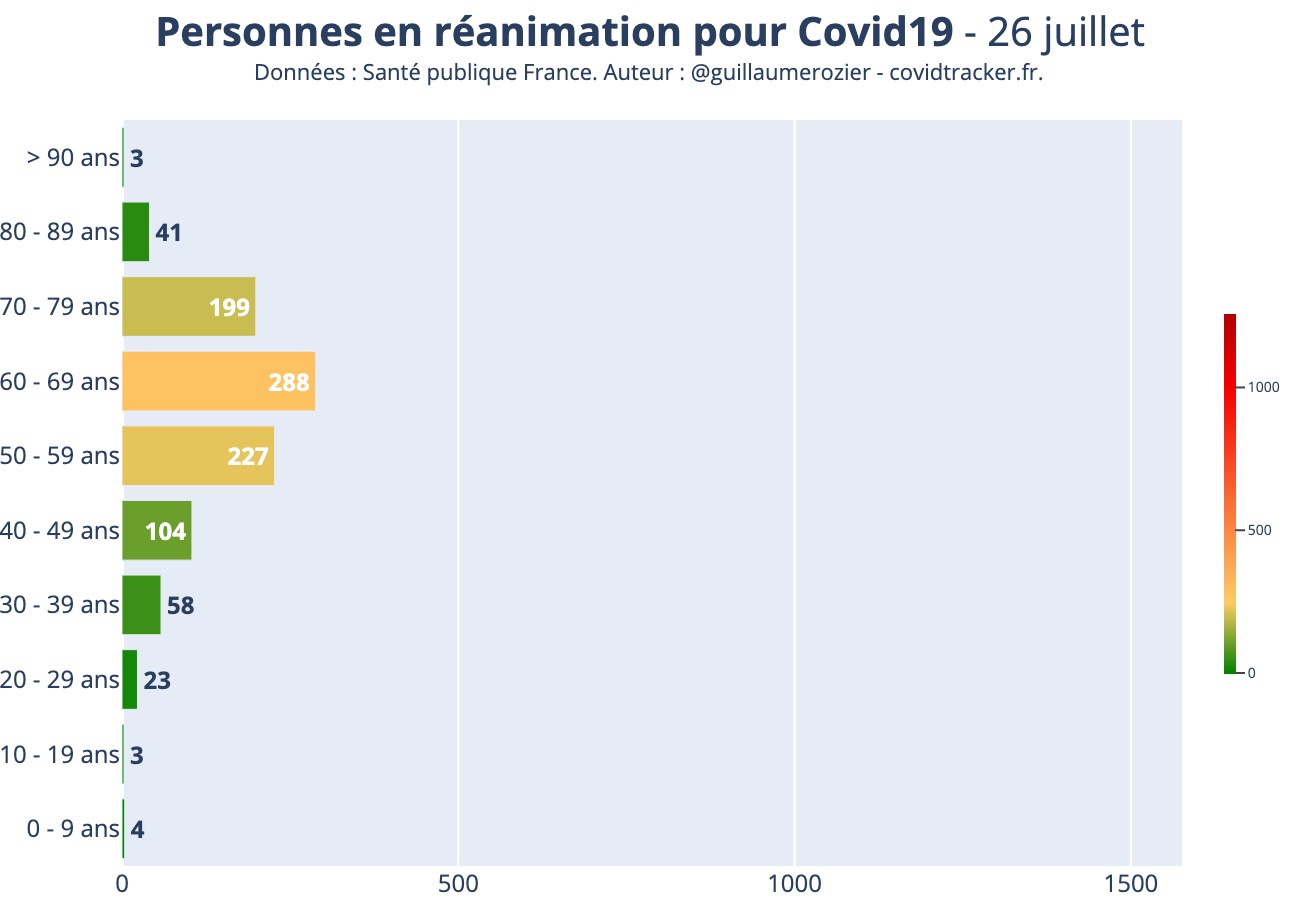 Personnes en réanimation pour Covid19 - 26 juillet
Données : Santé publique France. Auteur : @guillaumerozier - covidtracker.fr.
> 90 ans 3
80 - 89 ans 41
70 - 79 ans 199
60 - 69 ans 288
50 - 59 ans 227
40 - 49 ans 104
30 - 39 ans 58
20 - 29 ans 23
10 - 19 ans 3
0 - 9 ans 4
0 500 1000 1500
1000
500
0